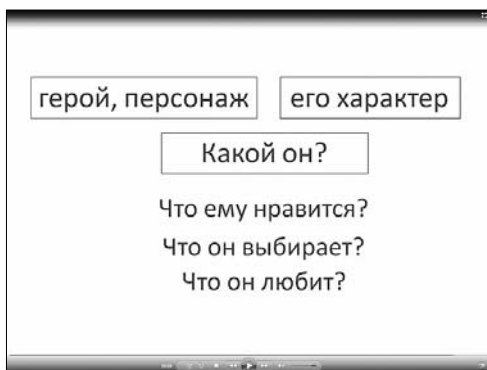 герой, персонаж его характер
Какой он?
Что ему нравится?
Что он выбирает?
Что он любит?